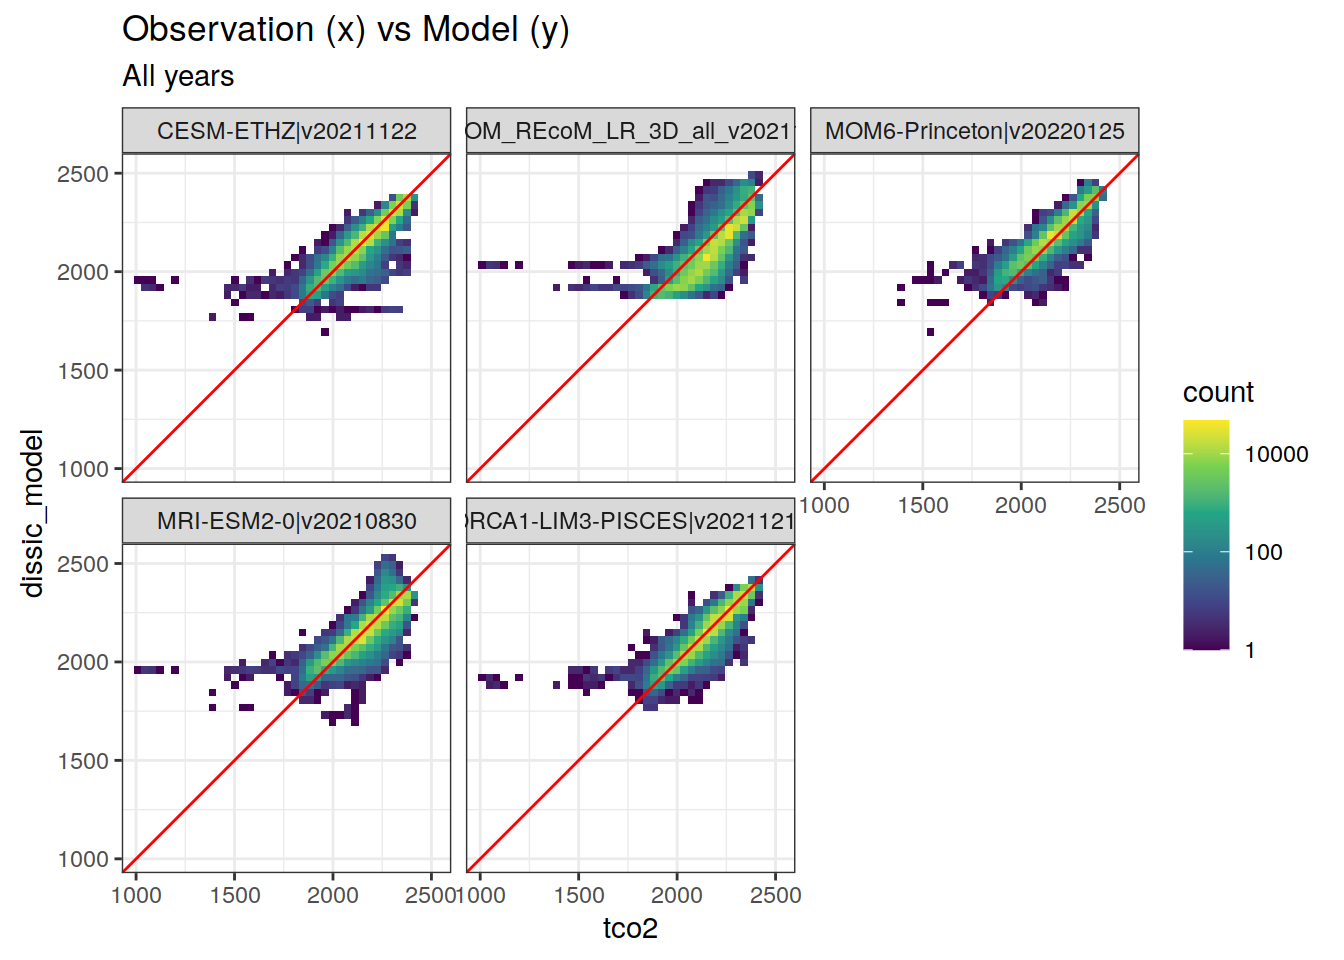 Observation (x) vs Model (y)
All years
CESM-ETHZ|v20211122
OM_REcoM_LR_3D_all_v2021
MOM6-Princeton|v20220125
2500
2000
1500
1000
1000 1500 2000 2500
MRI-ESM2-0|v20210830
ORCA1-LIM3-PISCES|v2021121
2500
2000
1500
1000
1000 1500 2000 2500
1000 1500 2000 2500
dissic_model
tco2
count
10000
100
1